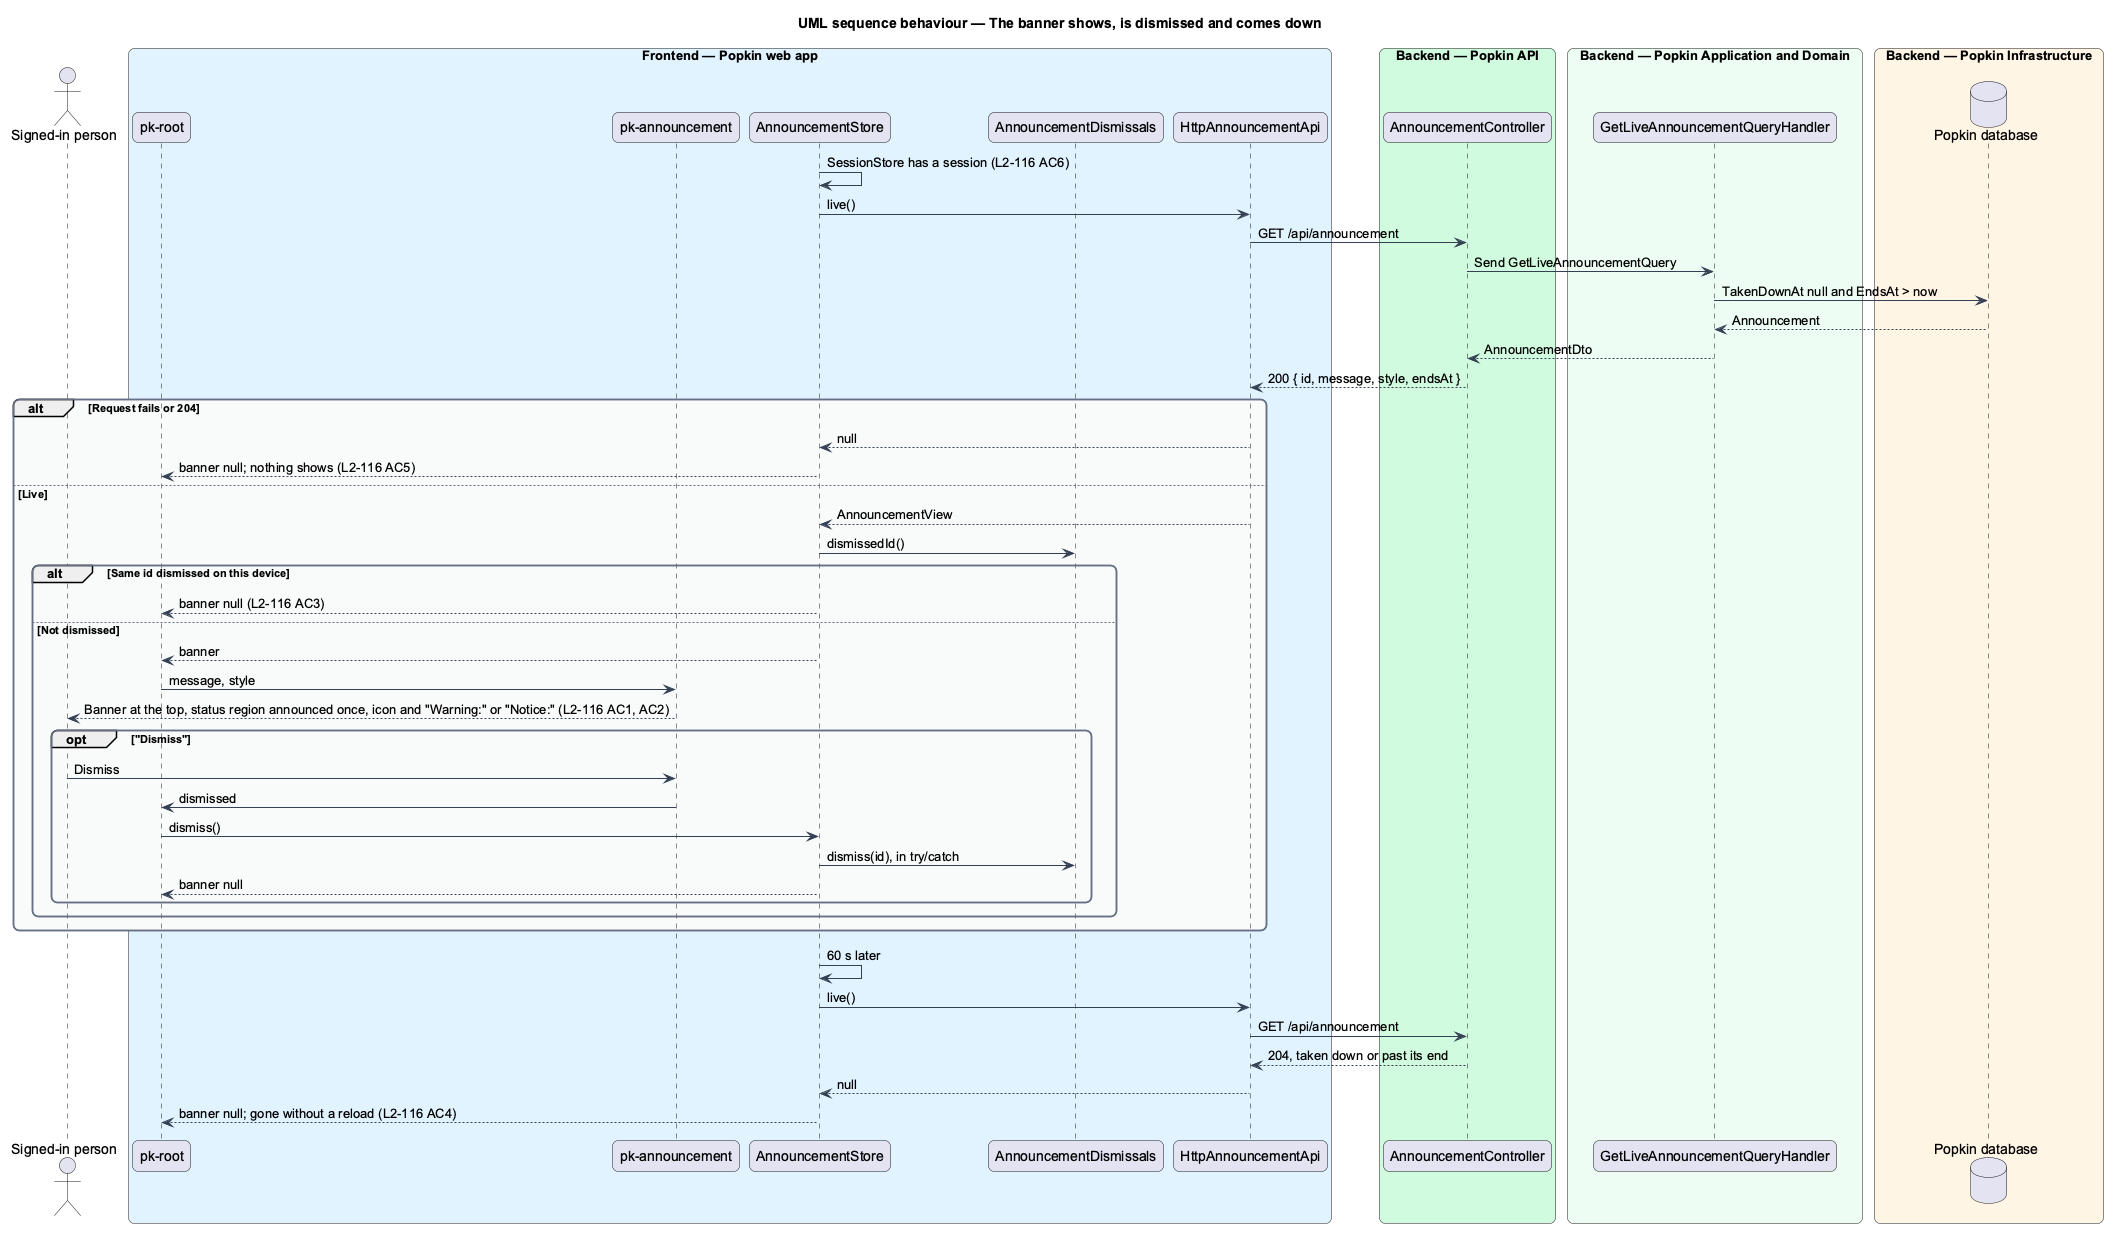 UML sequence behaviour — The banner shows, is dismissed and comes down
Frontend — Popkin web app
Backend — Popkin API
Backend — Popkin Application and Domain
Backend — Popkin Infrastructure
Signed-in person
pk-root
pk-announcement
AnnouncementStore
AnnouncementDismissals
HttpAnnouncementApi
AnnouncementController
GetLiveAnnouncementQueryHandler
Popkin database
SessionStore has a session (L2-116 AC6)
live()
GET /api/announcement
Send GetLiveAnnouncementQuery
TakenDownAt null and EndsAt > now
Announcement
AnnouncementDto
200 { id, message, style, endsAt }
alt [Request fails or 204]
null
banner null; nothing shows (L2-116 AC5)
[Live]
AnnouncementView
dismissedId()
alt [Same id dismissed on this device]
banner null (L2-116 AC3)
[Not dismissed]
banner
message, style
Banner at the top, status region announced once, icon and "Warning:" or "Notice:" (L2-116 AC1, AC2)
opt ["Dismiss"]
Dismiss
dismissed
dismiss()
dismiss(id), in try/catch
banner null
60 s later
live()
GET /api/announcement
204, taken down or past its end
null
banner null; gone without a reload (L2-116 AC4)
Signed-in person
pk-root
pk-announcement
AnnouncementStore
AnnouncementDismissals
HttpAnnouncementApi
AnnouncementController
GetLiveAnnouncementQueryHandler
Popkin database